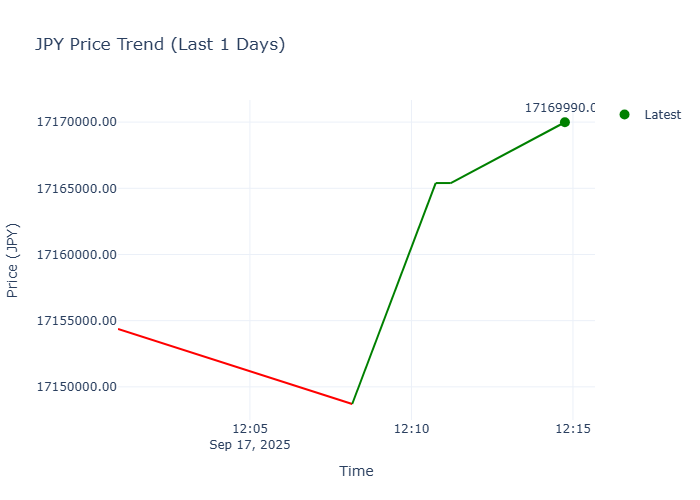 JPY Price Trend (Last 1 Days)
17169990.0
Latest
17170000.00
17165000.00
17160000.00
17155000.00
17150000.00
Price (JPY)
12:05
12:10
12:15
Sep 17, 2025
Time